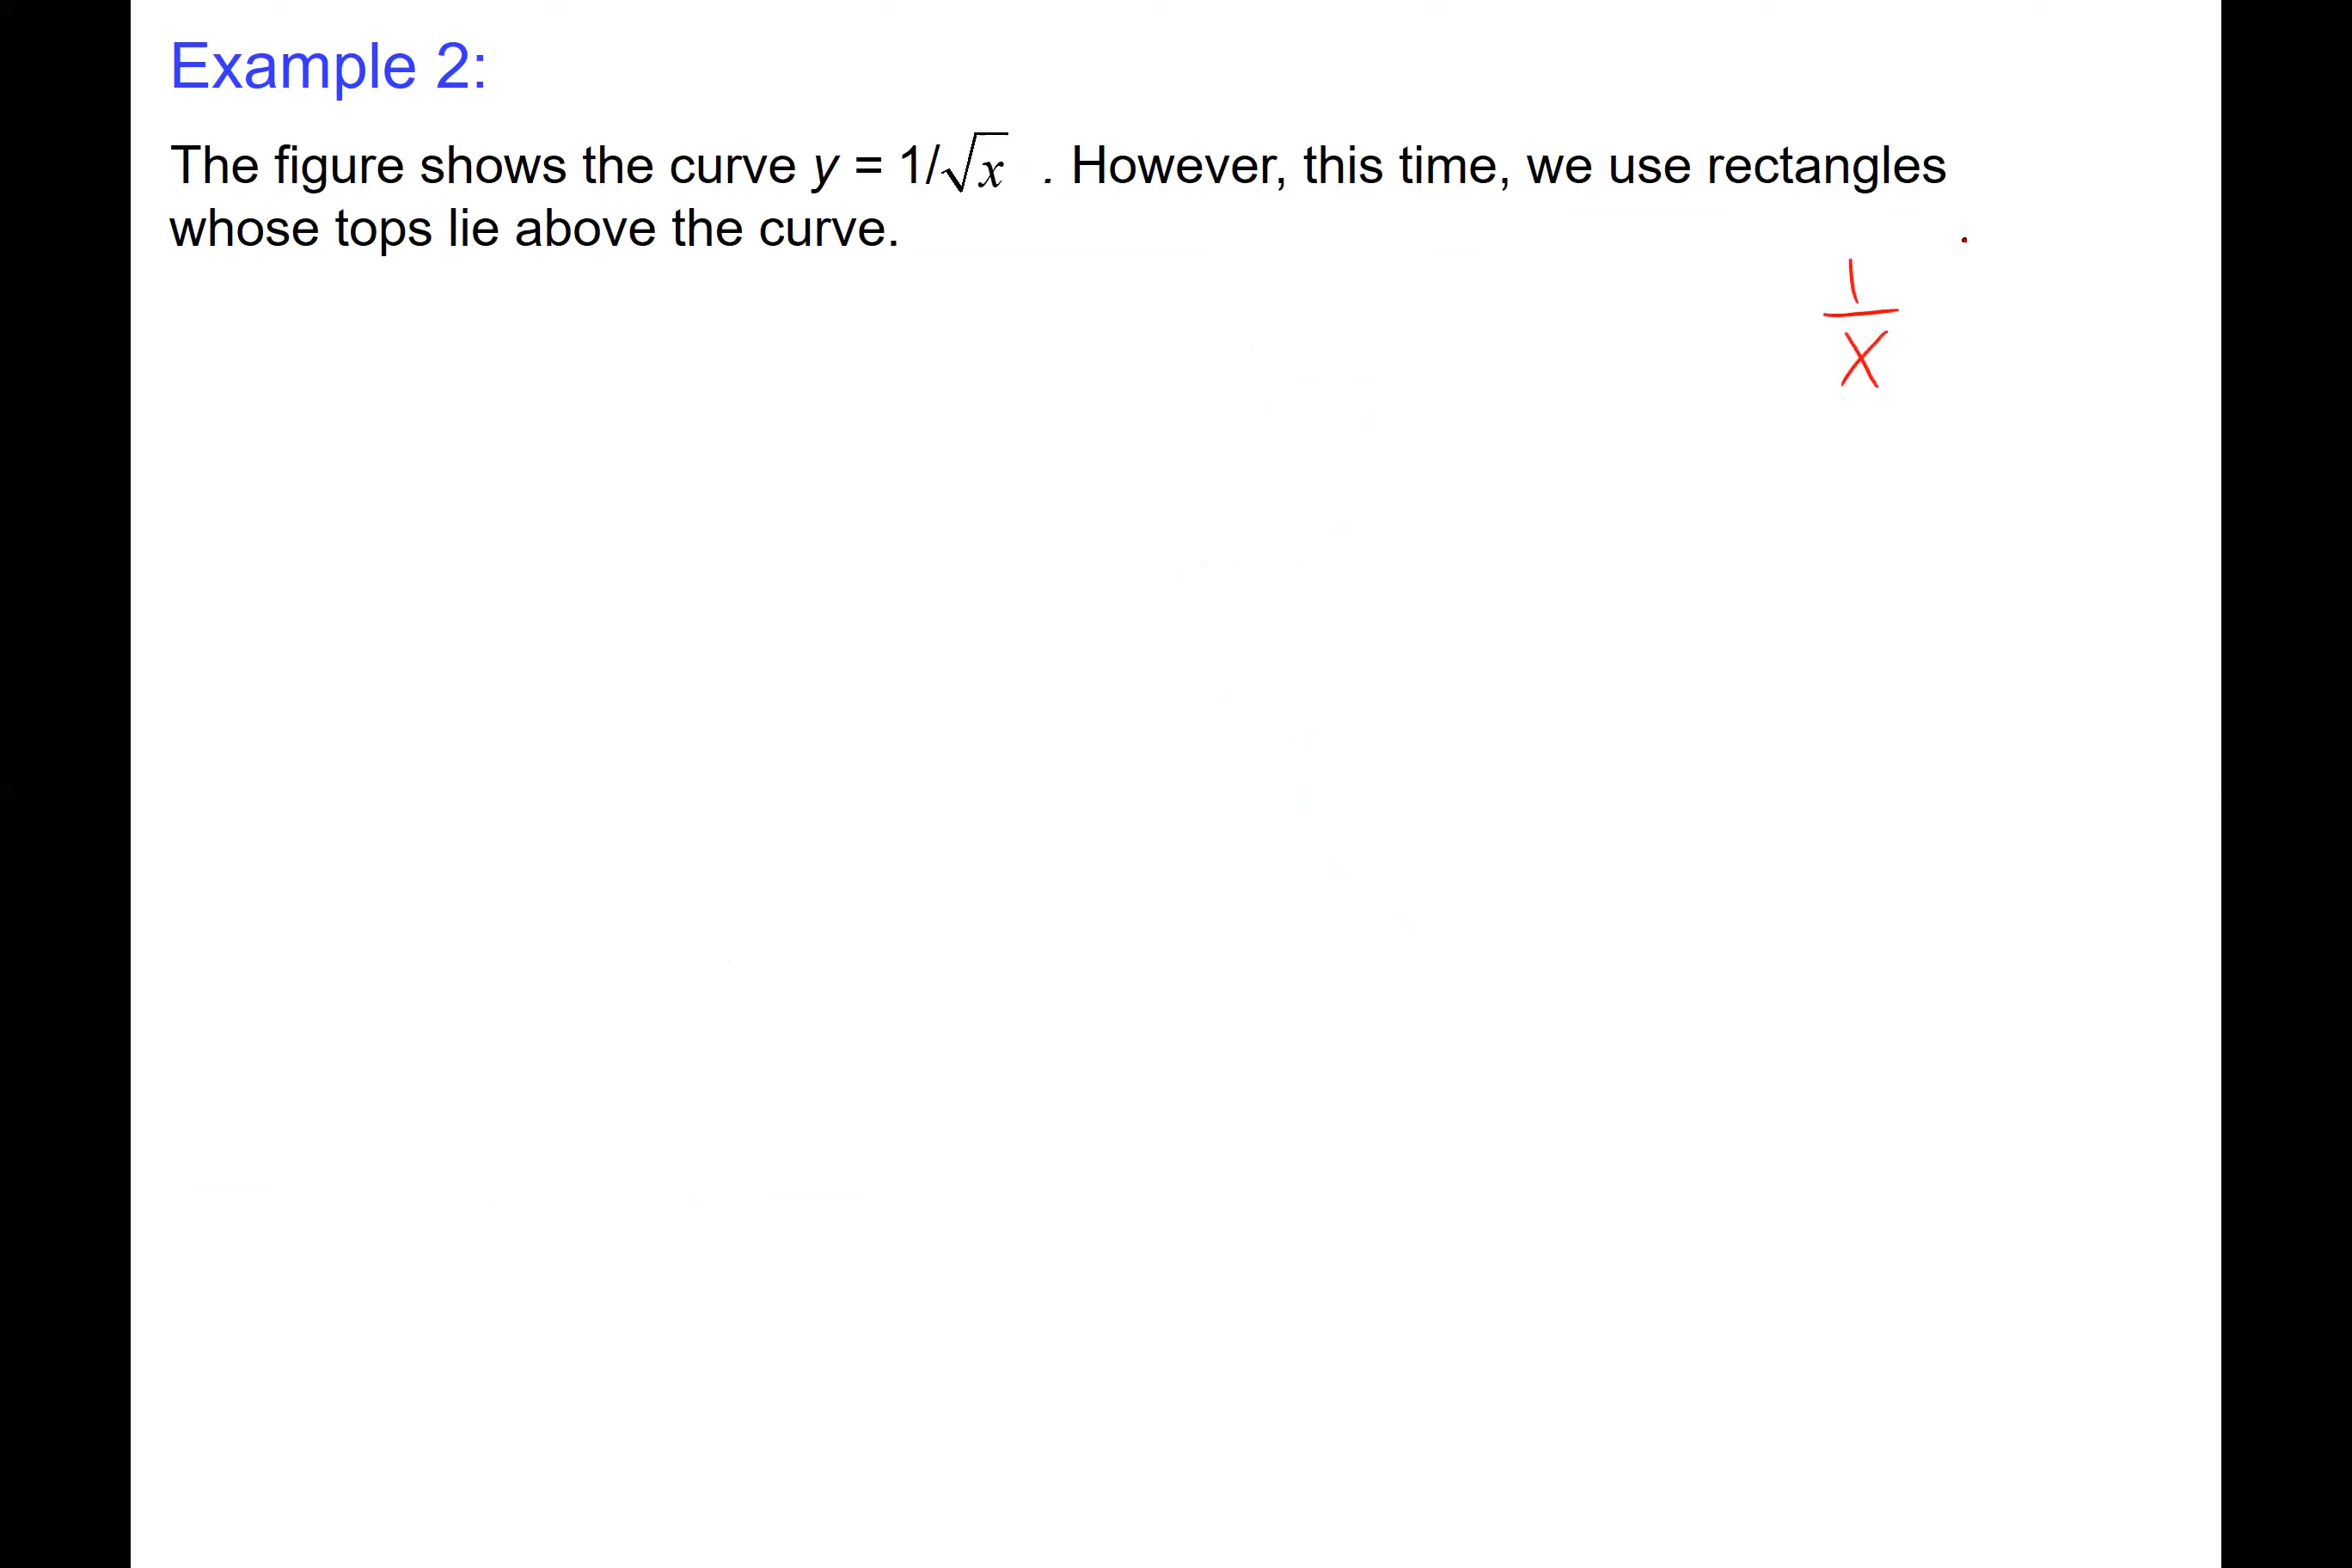 Example 2:
The figure shows the curve y = 1/√x . However, this time, we use rectangles
whose tops lie above the curve.
1
X